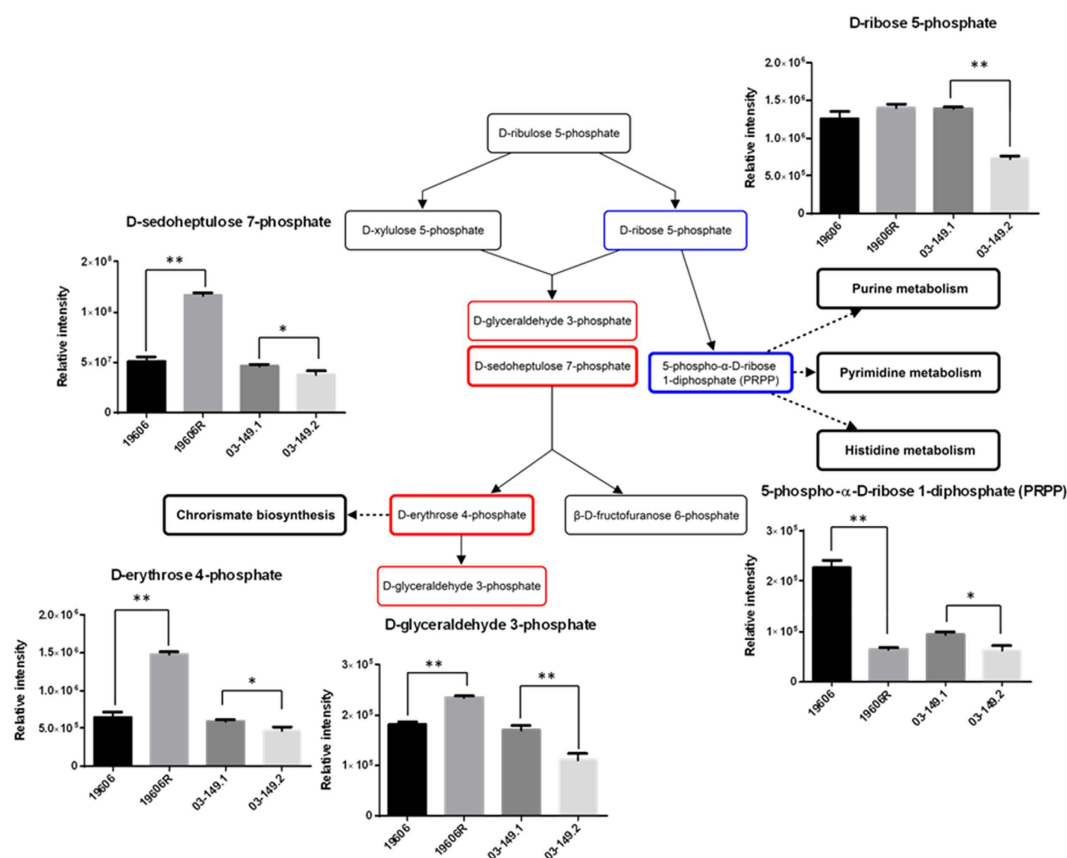 D-ribose 5-phosphate
Relative intensity
2.0×10⁶
1.5×10⁶
1.0×10⁶
5.0×10⁵
0
**
19606
19606R
03-149.1
03-149.2
D-ribulose 5-phosphate
D-xylulose 5-phosphate
D-ribose 5-phosphate
D-sedoheptulose 7-phosphate
Relative intensity
2×10⁸
1×10⁸
5×10⁷
0
**
*
19606
19606R
03-149.1
03-149.2
D-glyceraldehyde 3-phosphate
D-sedoheptulose 7-phosphate
5-phospho-α-D-ribose
1-diphosphate (PRPP)
Purine metabolism
Pyrimidine metabolism
Histidine metabolism
Chrorismate biosynthesis
D-erythrose 4-phosphate
β-D-fructofuranose 6-phosphate
D-glyceraldehyde 3-phosphate
5-phospho-α-D-ribose 1-diphosphate (PRPP)
Relative intensity
3×10⁵
2×10⁵
1×10⁵
0
**
*
19606
19606R
03-149.1
03-149.2
D-erythrose 4-phosphate
Relative intensity
2.0×10⁶
1.5×10⁶
1.0×10⁶
5.0×10⁵
0
**
*
19606
19606R
03-149.1
03-149.2
D-glyceraldehyde 3-phosphate
Relative intensity
3×10⁵
2×10⁵
1×10⁵
0
**
**
19606
19606R
03-149.1
03-149.2